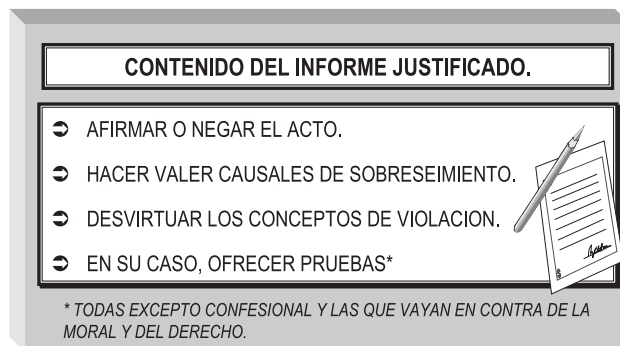 CONTENIDO DEL INFORME JUSTIFICADO.
➲ AFIRMAR O NEGAR EL ACTO.
➲ HACER VALER CAUSALES DE SOBRESEIMIENTO.
➲ DESVIRTUAR LOS CONCEPTOS DE VIOLACION.
➲ EN SU CASO, OFRECER PRUEBAS*
* TODAS EXCEPTO CONFESIONAL Y LAS QUE VAYAN EN CONTRA DE LA
MORAL Y DEL DERECHO.